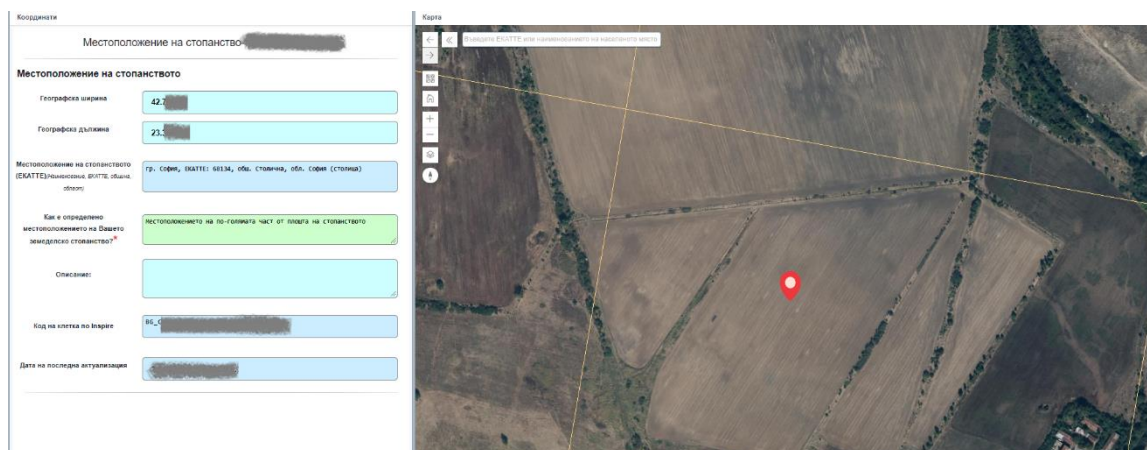 Координати
Местоположение на стопанство
Местоположение на стопанството
Географска ширина
42.7
Географска дължина
23.3
Местоположение на стопанството
(ЕКАТТЕ)(Наименование, ЕКАТТЕ, община,
област)
гр. София, ЕКАТТЕ: 68134, общ. Столична, обл. София (столица)
Как е определено
местоположението на Вашето
земеделско стопанство?*
Местоположението на по-голямата част от площта на стопанството
Описание:
Код на клетка по Inspire
BG_C
Дата на последна актуализация
Карта
Въведете ЕКАТТЕ или наименованието на населеното място